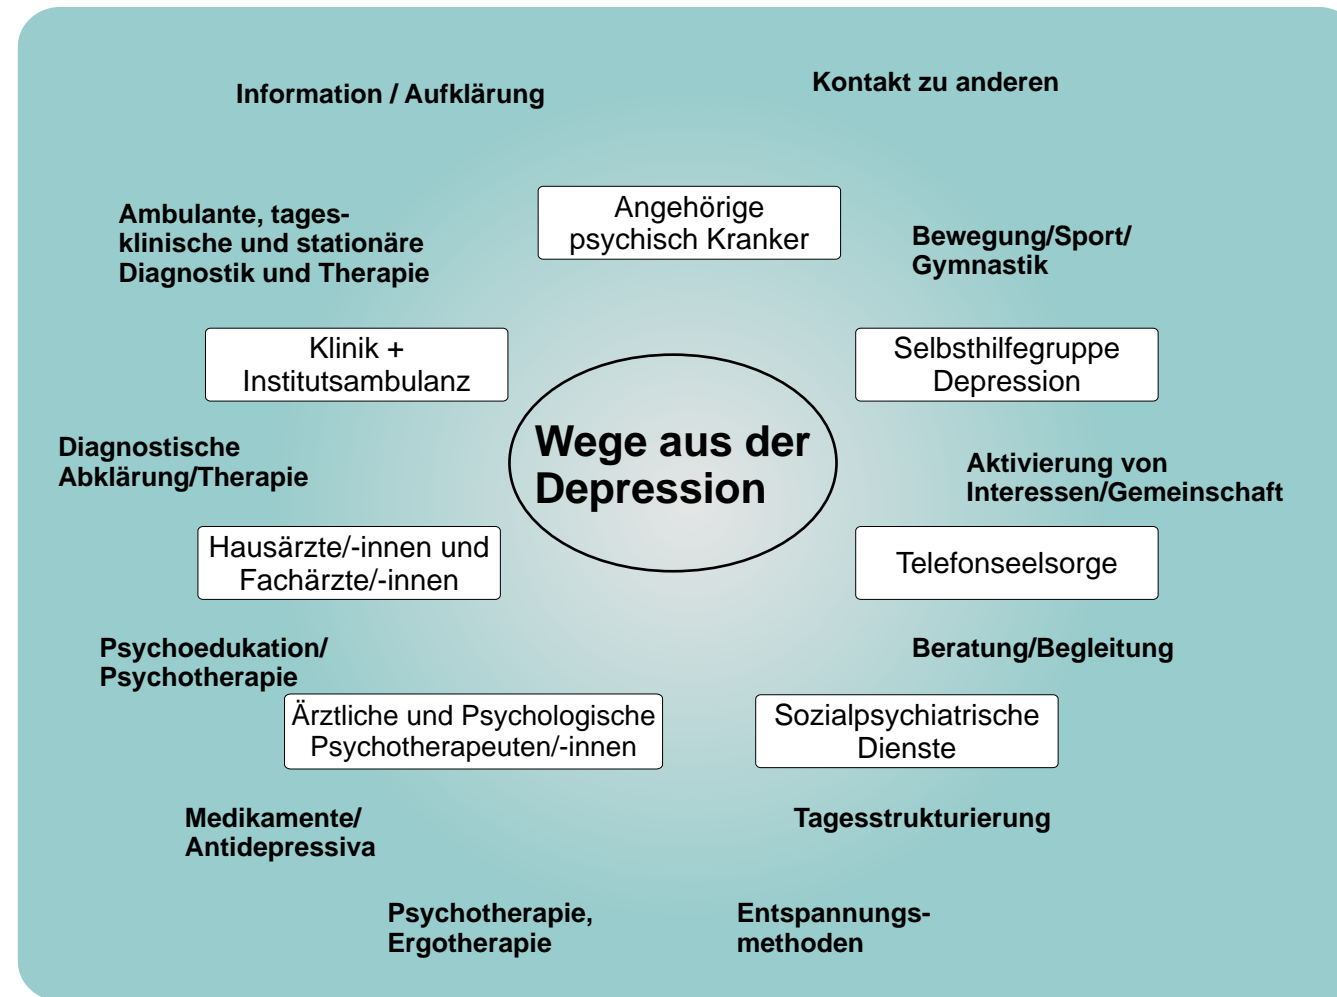 Information / Aufklärung
Kontakt zu anderen
Ambulante, tages-
klinische und stationäre
Diagnostik und Therapie
Angehörige
psychisch Kranker
Bewegung/Sport/
Gymnastik
Klinik +
Institutsambulanz
Selbsthilfegruppe
Depression
Wege aus der
Depression
Diagnostische
Abklärung/Therapie
Aktivierung von
Interessen/Gemeinschaft
Hausärzte/-innen und
Fachärzte/-innen
Telefonseelsorge
Psychoedukation/
Psychotherapie
Beratung/Begleitung
Ärztliche und Psychologische
Psychotherapeuten/-innen
Sozialpsychiatrische
Dienste
Medikamente/
Antidepressiva
Tagesstrukturierung
Psychotherapie,
Ergotherapie
Entspannungs-
methoden